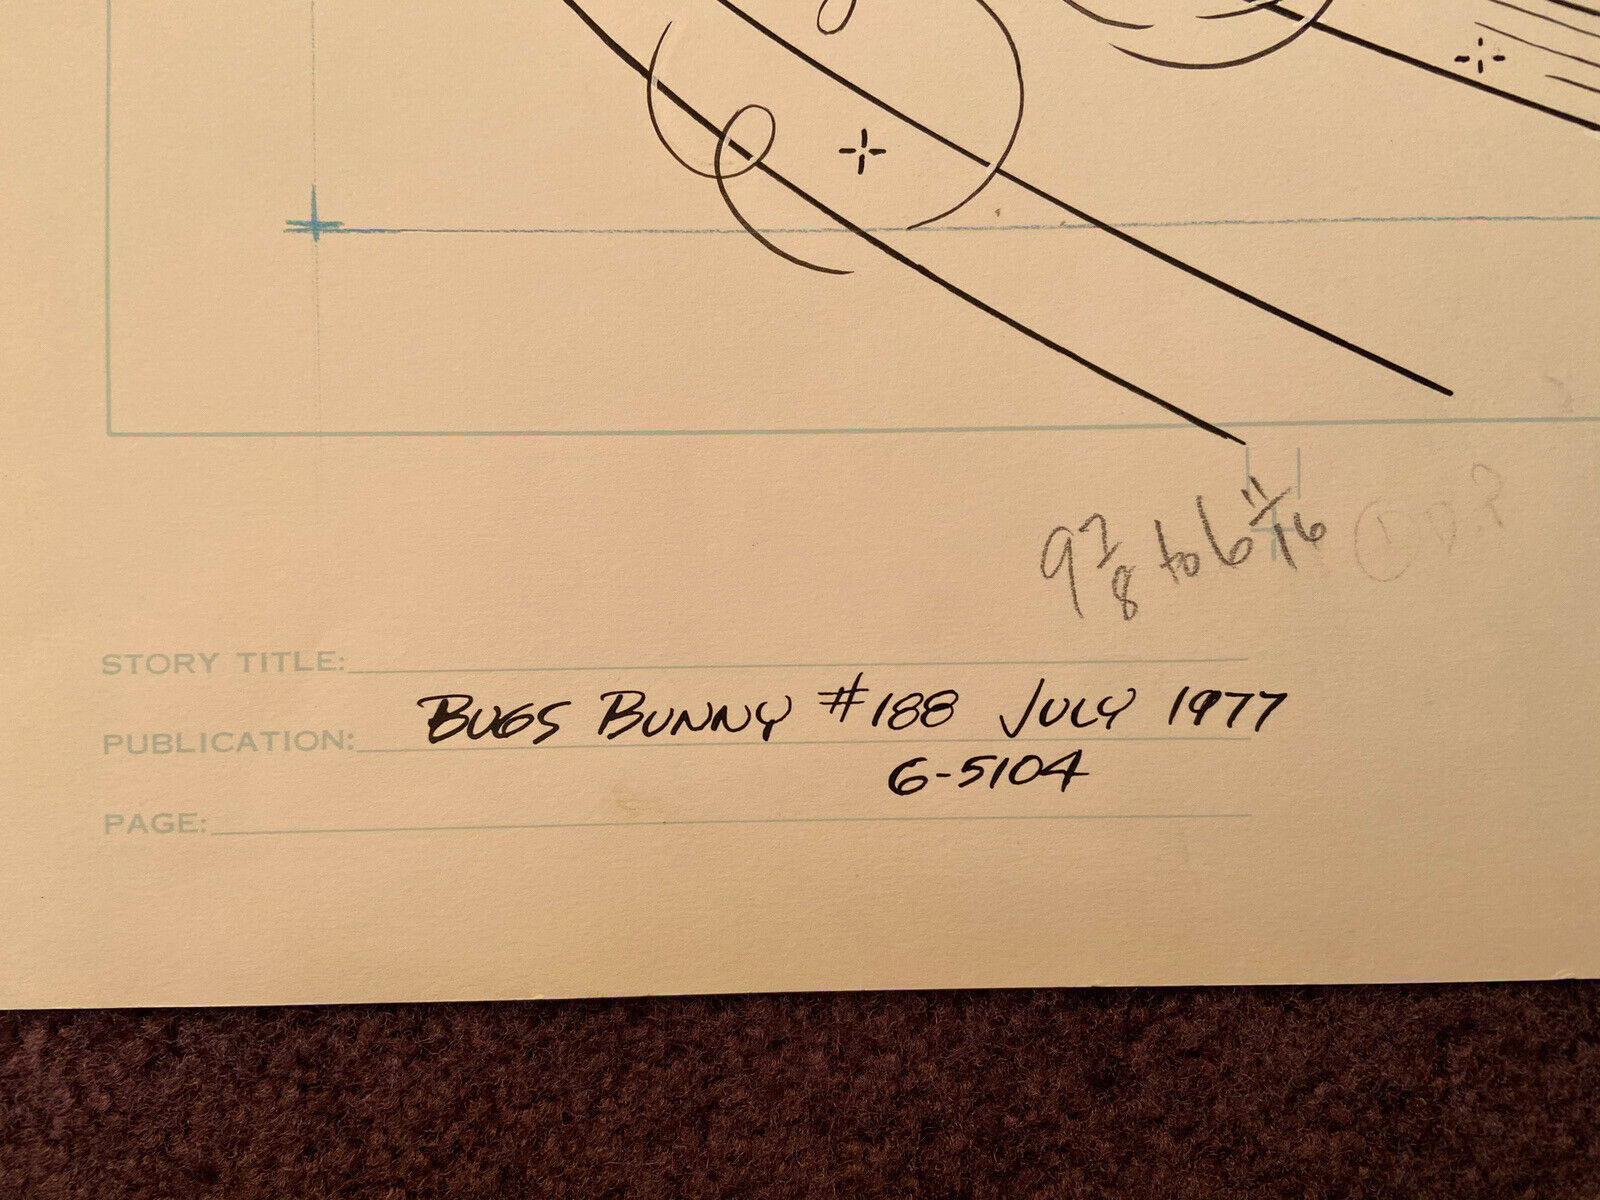 9 7/8 to 6 11/16
STORY TITLE:
BUGS BUNNY #188 JULY 1977
PUBLICATION:
6-5104
PAGE: